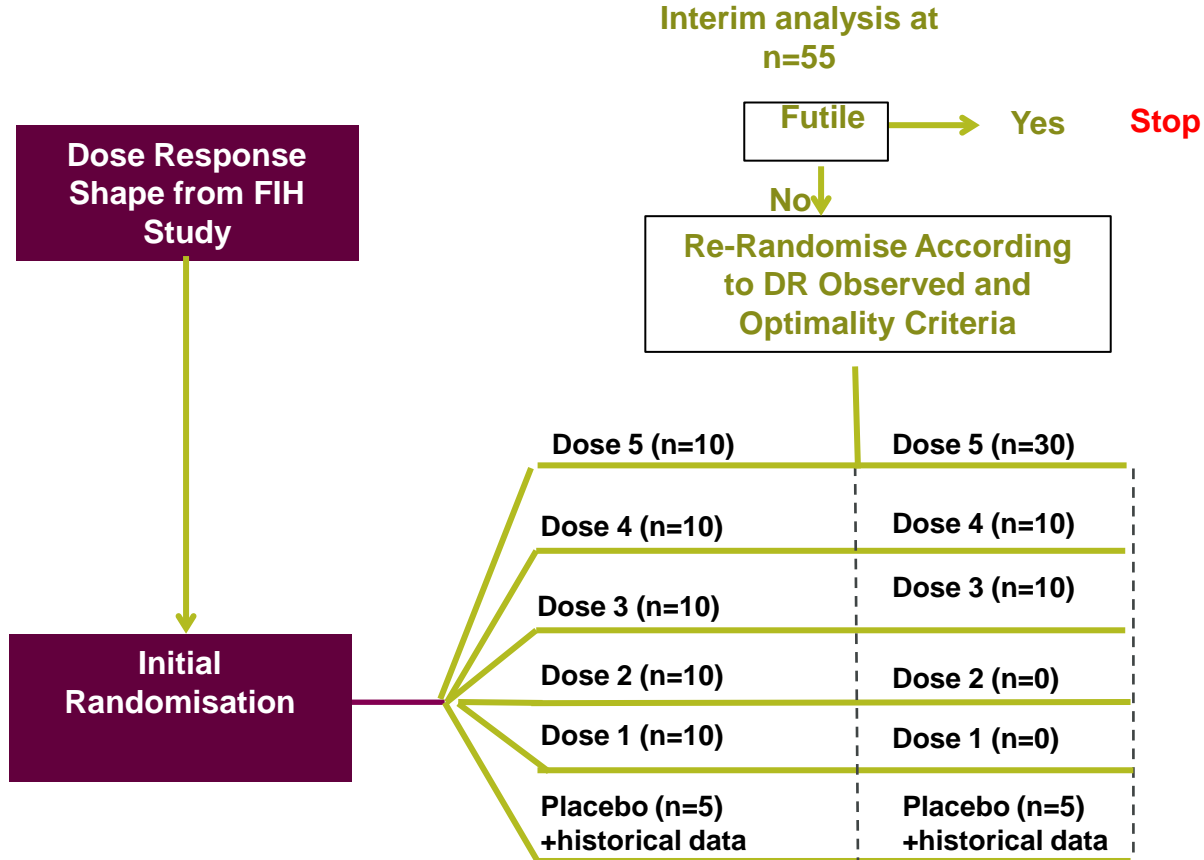 Interim analysis at
n=55
Futile
Yes
Stop
Dose Response
Shape from FIH
Study
No
Re-Randomise According
to DR Observed and
Optimality Criteria
Dose 5 (n=10)
Dose 5 (n=30)
Dose 4 (n=10)
Dose 4 (n=10)
Dose 3 (n=10)
Dose 3 (n=10)
Initial
Randomisation
Dose 2 (n=10)
Dose 2 (n=0)
Dose 1 (n=10)
Dose 1 (n=0)
Placebo (n=5)
+historical data
Placebo (n=5)
+historical data